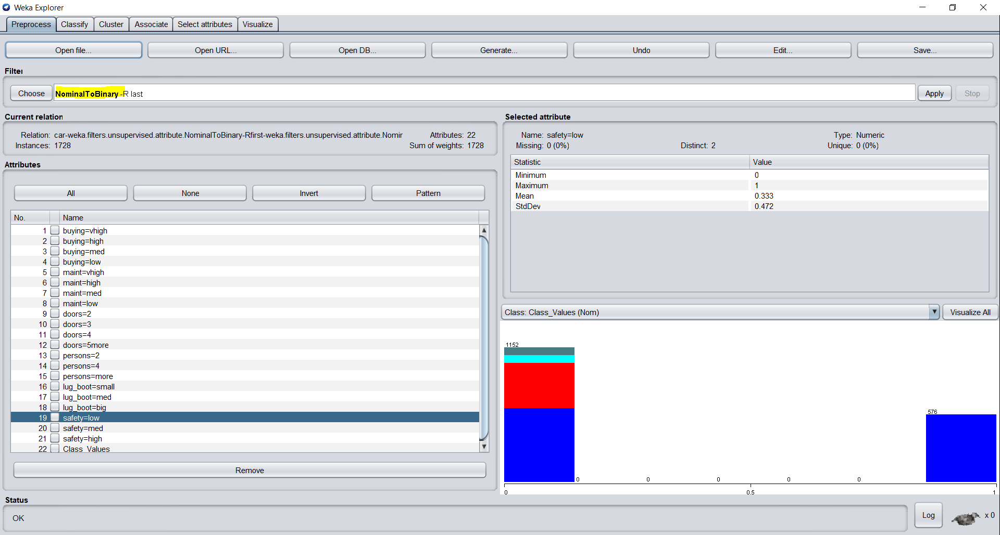 Weka Explorer
Preprocess Classify Cluster Associate Select attributes Visualize
Open file... Open URL... Open DB... Generate... Undo Edit... Save...
Filter
Choose NominalToBinary -R last Apply Stop
Current relation
Relation: car-weka.filters.unsupervised.attribute.NominalToBinary-Rfirst-weka.filters.unsupervised.attribute.Nomir Attributes: 22
Instances: 1728 Sum of weights: 1728
Attributes
All None Invert Pattern
No. Name
1 buying=vhigh
2 buying=high
3 buying=med
4 buying=low
5 maint=vhigh
6 maint=high
7 maint=med
8 maint=low
9 doors=2
10 doors=3
11 doors=4
12 doors=5more
13 persons=2
14 persons=4
15 persons=more
16 lug_boot=small
17 lug_boot=med
18 lug_boot=big
19 safety=low
20 safety=med
21 safety=high
22 Class_Values
Remove
Selected attribute
Name: safety=low Type: Numeric
Missing: 0 (0%) Distinct: 2 Unique: 0 (0%)
Statistic Value
Minimum 0
Maximum 1
Mean 0.333
StdDev 0.472
Class: Class_Values (Nom) Visualize All
1152
576
0 0 0 0 0
0 0.5 1
Status
OK Log x 0